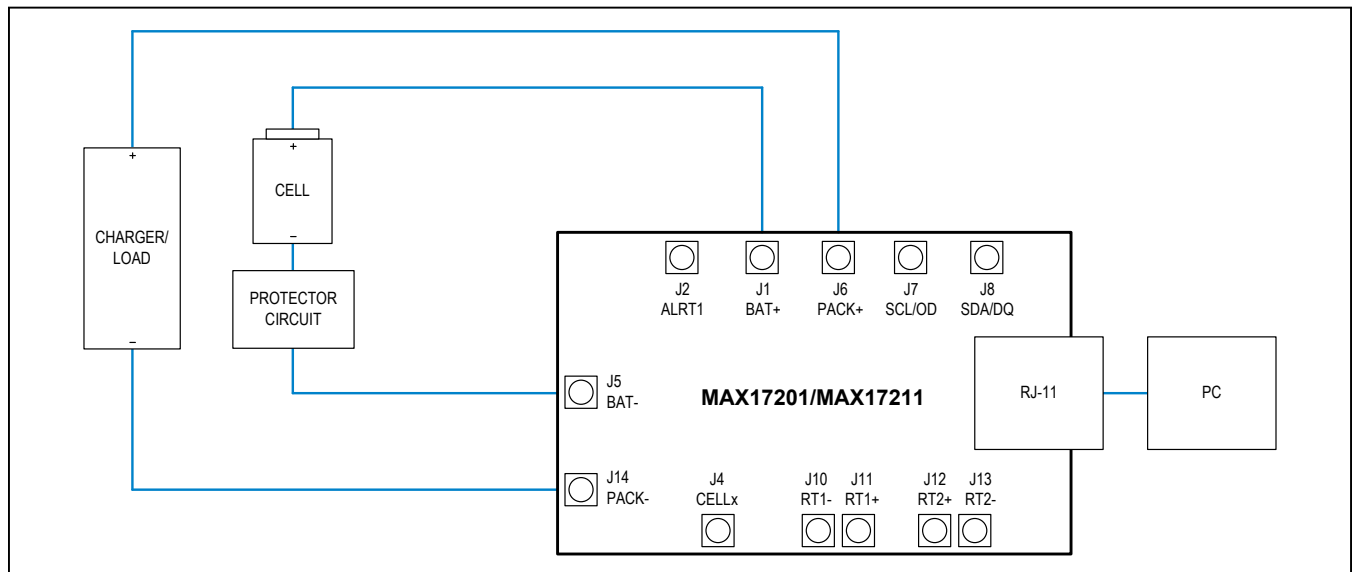 +
CHARGER/
LOAD
–
+
CELL
–
PROTECTOR
CIRCUIT
J2
ALRT1
J1
BAT+
J6
PACK+
J7
SCL/OD
J8
SDA/DQ
J5
BAT-
MAX17201/MAX17211
RJ-11
PC
J14
PACK-
J4
CELLx
J10
RT1-
J11
RT1+
J12
RT2+
J13
RT2-